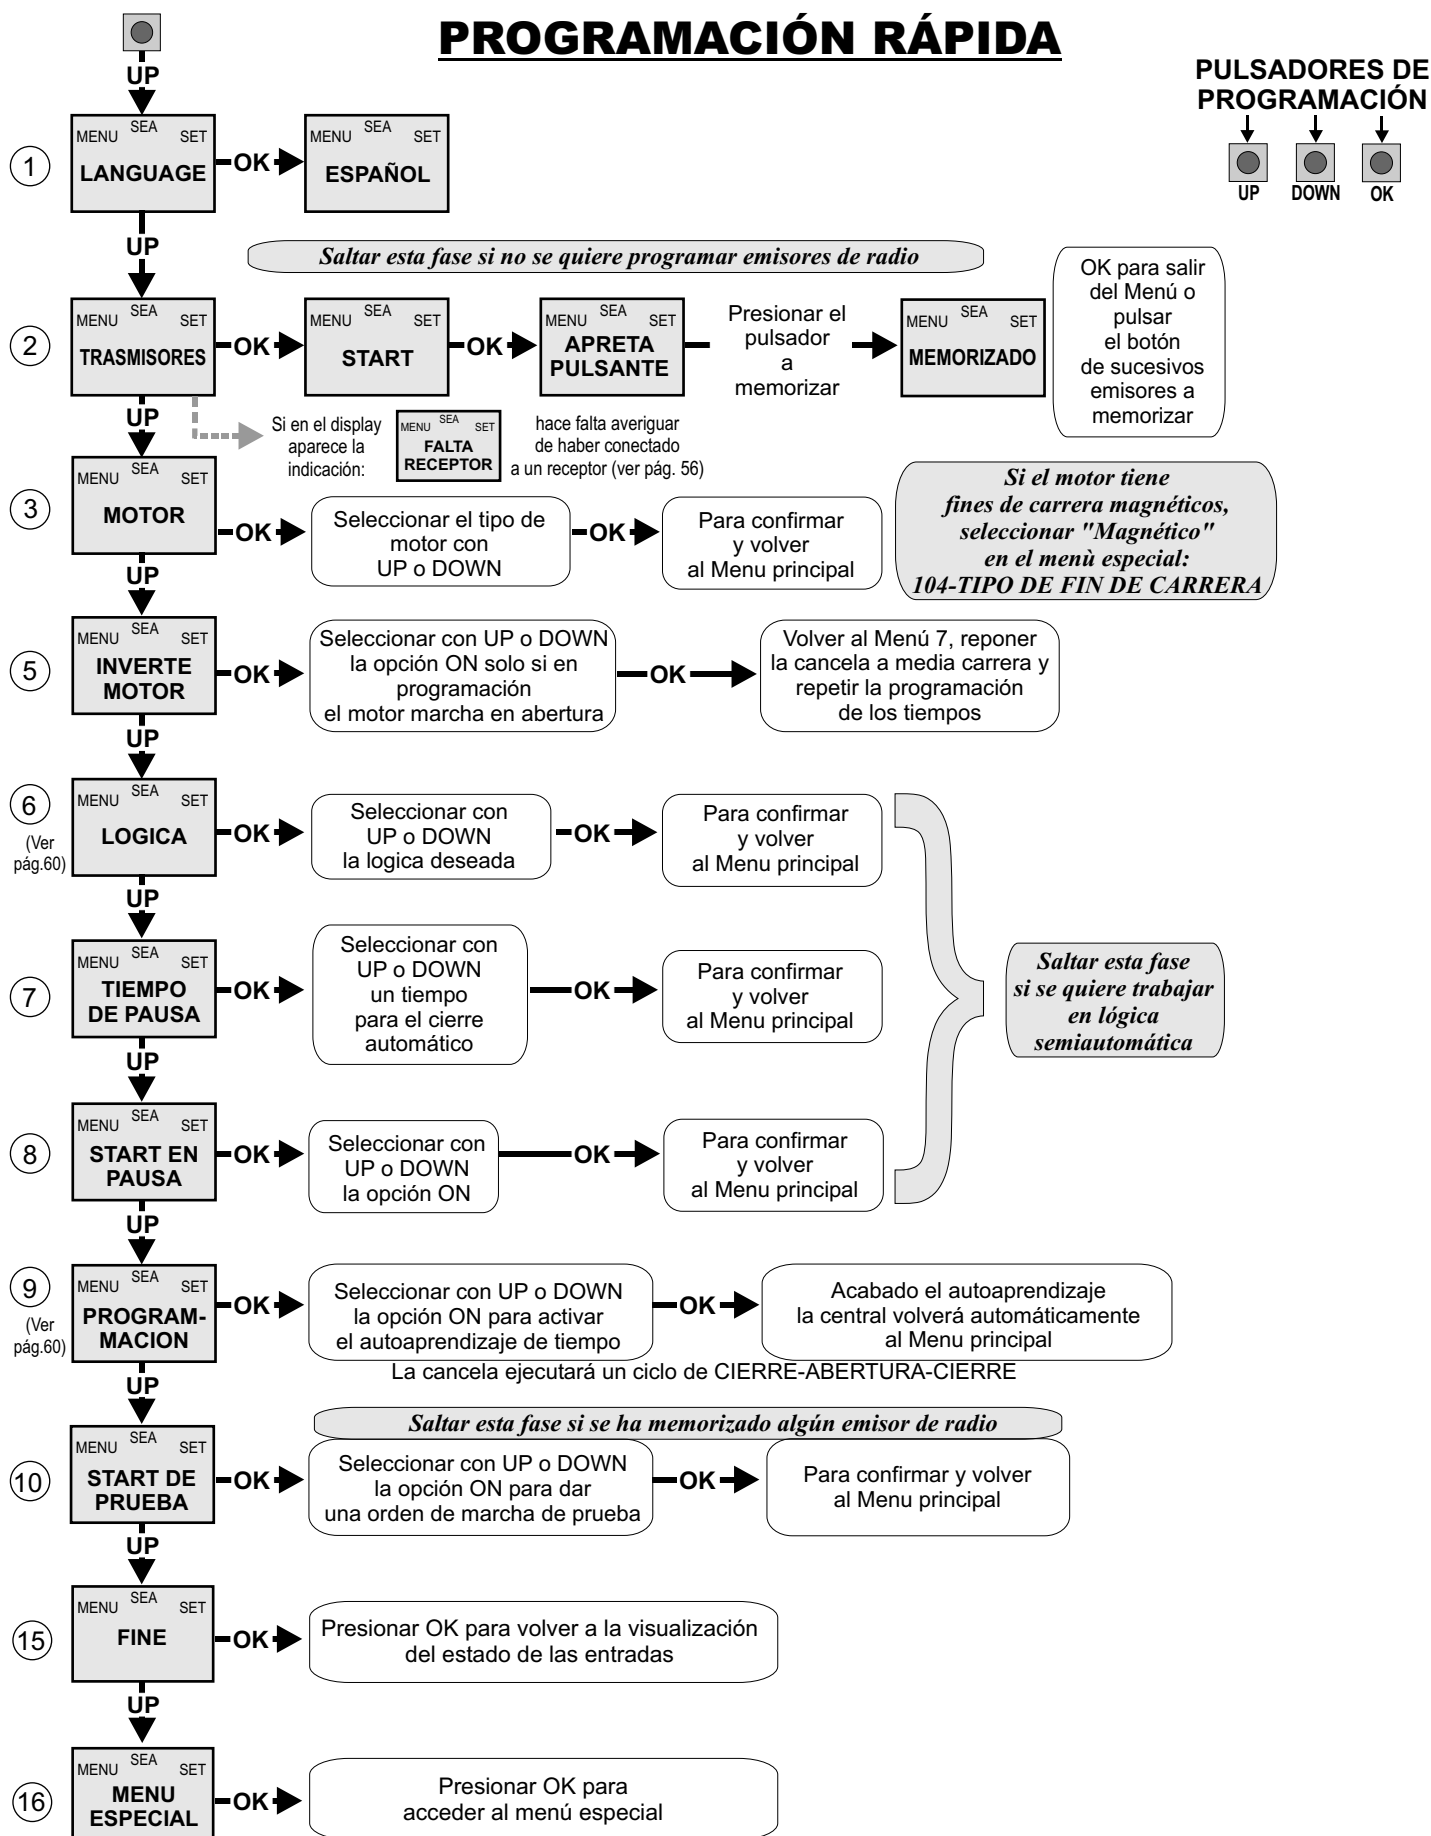 PROGRAMACIÓN RÁPIDA
PULSADORES DE
PROGRAMACIÓN
UP
DOWN
OK
UP
1
MENU SEA SET
LANGUAGE
OK
MENU SEA SET
ESPAÑOL
UP
Saltar esta fase si no se quiere programar emisores de radio
2
MENU SEA SET
TRASMISORES
OK
MENU SEA SET
START
OK
MENU SEA SET
APRETA
PULSANTE
Presionar el
pulsador
a
memorizar
MENU SEA SET
MEMORIZADO
OK para salir
del Menú o
pulsar
el botón
de sucesivos
emisores a
memorizar
UP
Si en el display
aparece la
indicación:
MENU SEA SET
FALTA
RECEPTOR
hace falta averiguar
de haber conectado
a un receptor (ver pág. 56)
3
MENU SEA SET
MOTOR
OK
Seleccionar el tipo de
motor con
UP o DOWN
OK
Para confirmar
y volver
al Menu principal
Si el motor tiene
fines de carrera magnéticos,
seleccionar "Magnético"
en el menù especial:
104-TIPO DE FIN DE CARRERA
UP
5
MENU SEA SET
INVERTE
MOTOR
OK
Seleccionar con UP o DOWN
la opción ON solo si en
programación
el motor marcha en abertura
OK
Volver al Menú 7, reponer
la cancela a media carrera y
repetir la programación
de los tiempos
UP
6
(Ver
pág.60)
MENU SEA SET
LOGICA
OK
Seleccionar con
UP o DOWN
la logica deseada
OK
Para confirmar
y volver
al Menu principal
UP
7
MENU SEA SET
TIEMPO
DE PAUSA
OK
Seleccionar con
UP o DOWN
un tiempo
para el cierre
automático
OK
Para confirmar
y volver
al Menu principal
Saltar esta fase
si se quiere trabajar
en lógica
semiautomática
UP
8
MENU SEA SET
START EN
PAUSA
OK
Seleccionar con
UP o DOWN
la opción ON
OK
Para confirmar
y volver
al Menu principal
UP
9
(Ver
pág.60)
MENU SEA SET
PROGRAM-
MACION
OK
Seleccionar con UP o DOWN
la opción ON para activar
el autoaprendizaje de tiempo
OK
Acabado el autoaprendizaje
la central volverá automáticamente
al Menu principal
La cancela ejecutará un ciclo de CIERRE-ABERTURA-CIERRE
UP
Saltar esta fase si se ha memorizado algún emisor de radio
10
MENU SEA SET
START DE
PRUEBA
OK
Seleccionar con UP o DOWN
la opción ON para dar
una orden de marcha de prueba
OK
Para confirmar y volver
al Menu principal
UP
15
MENU SEA SET
FINE
OK
Presionar OK para volver a la visualización
del estado de las entradas
UP
16
MENU SEA SET
MENU
ESPECIAL
OK
Presionar OK para
acceder al menú especial